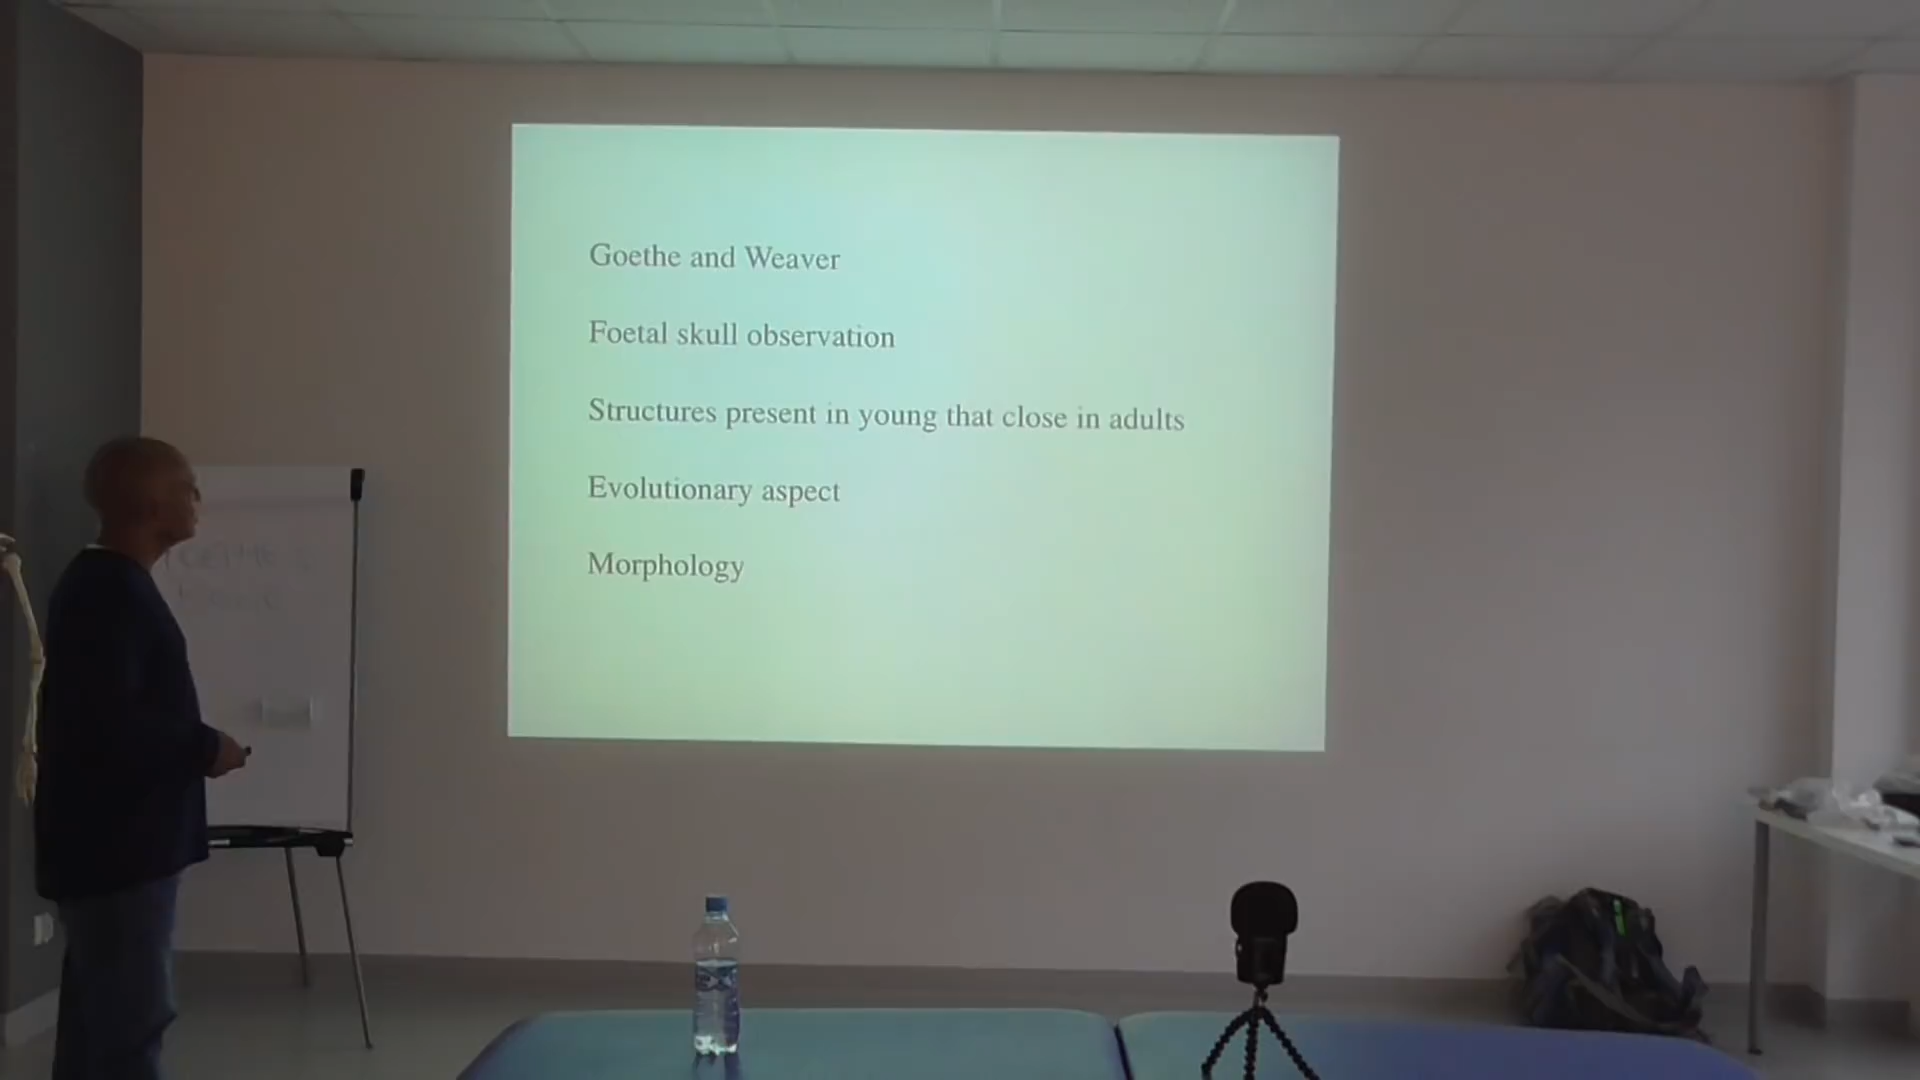 Goethe and Weaver
Foetal skull observation
Structures present in young that close in adults
Evolutionary aspect
Morphology